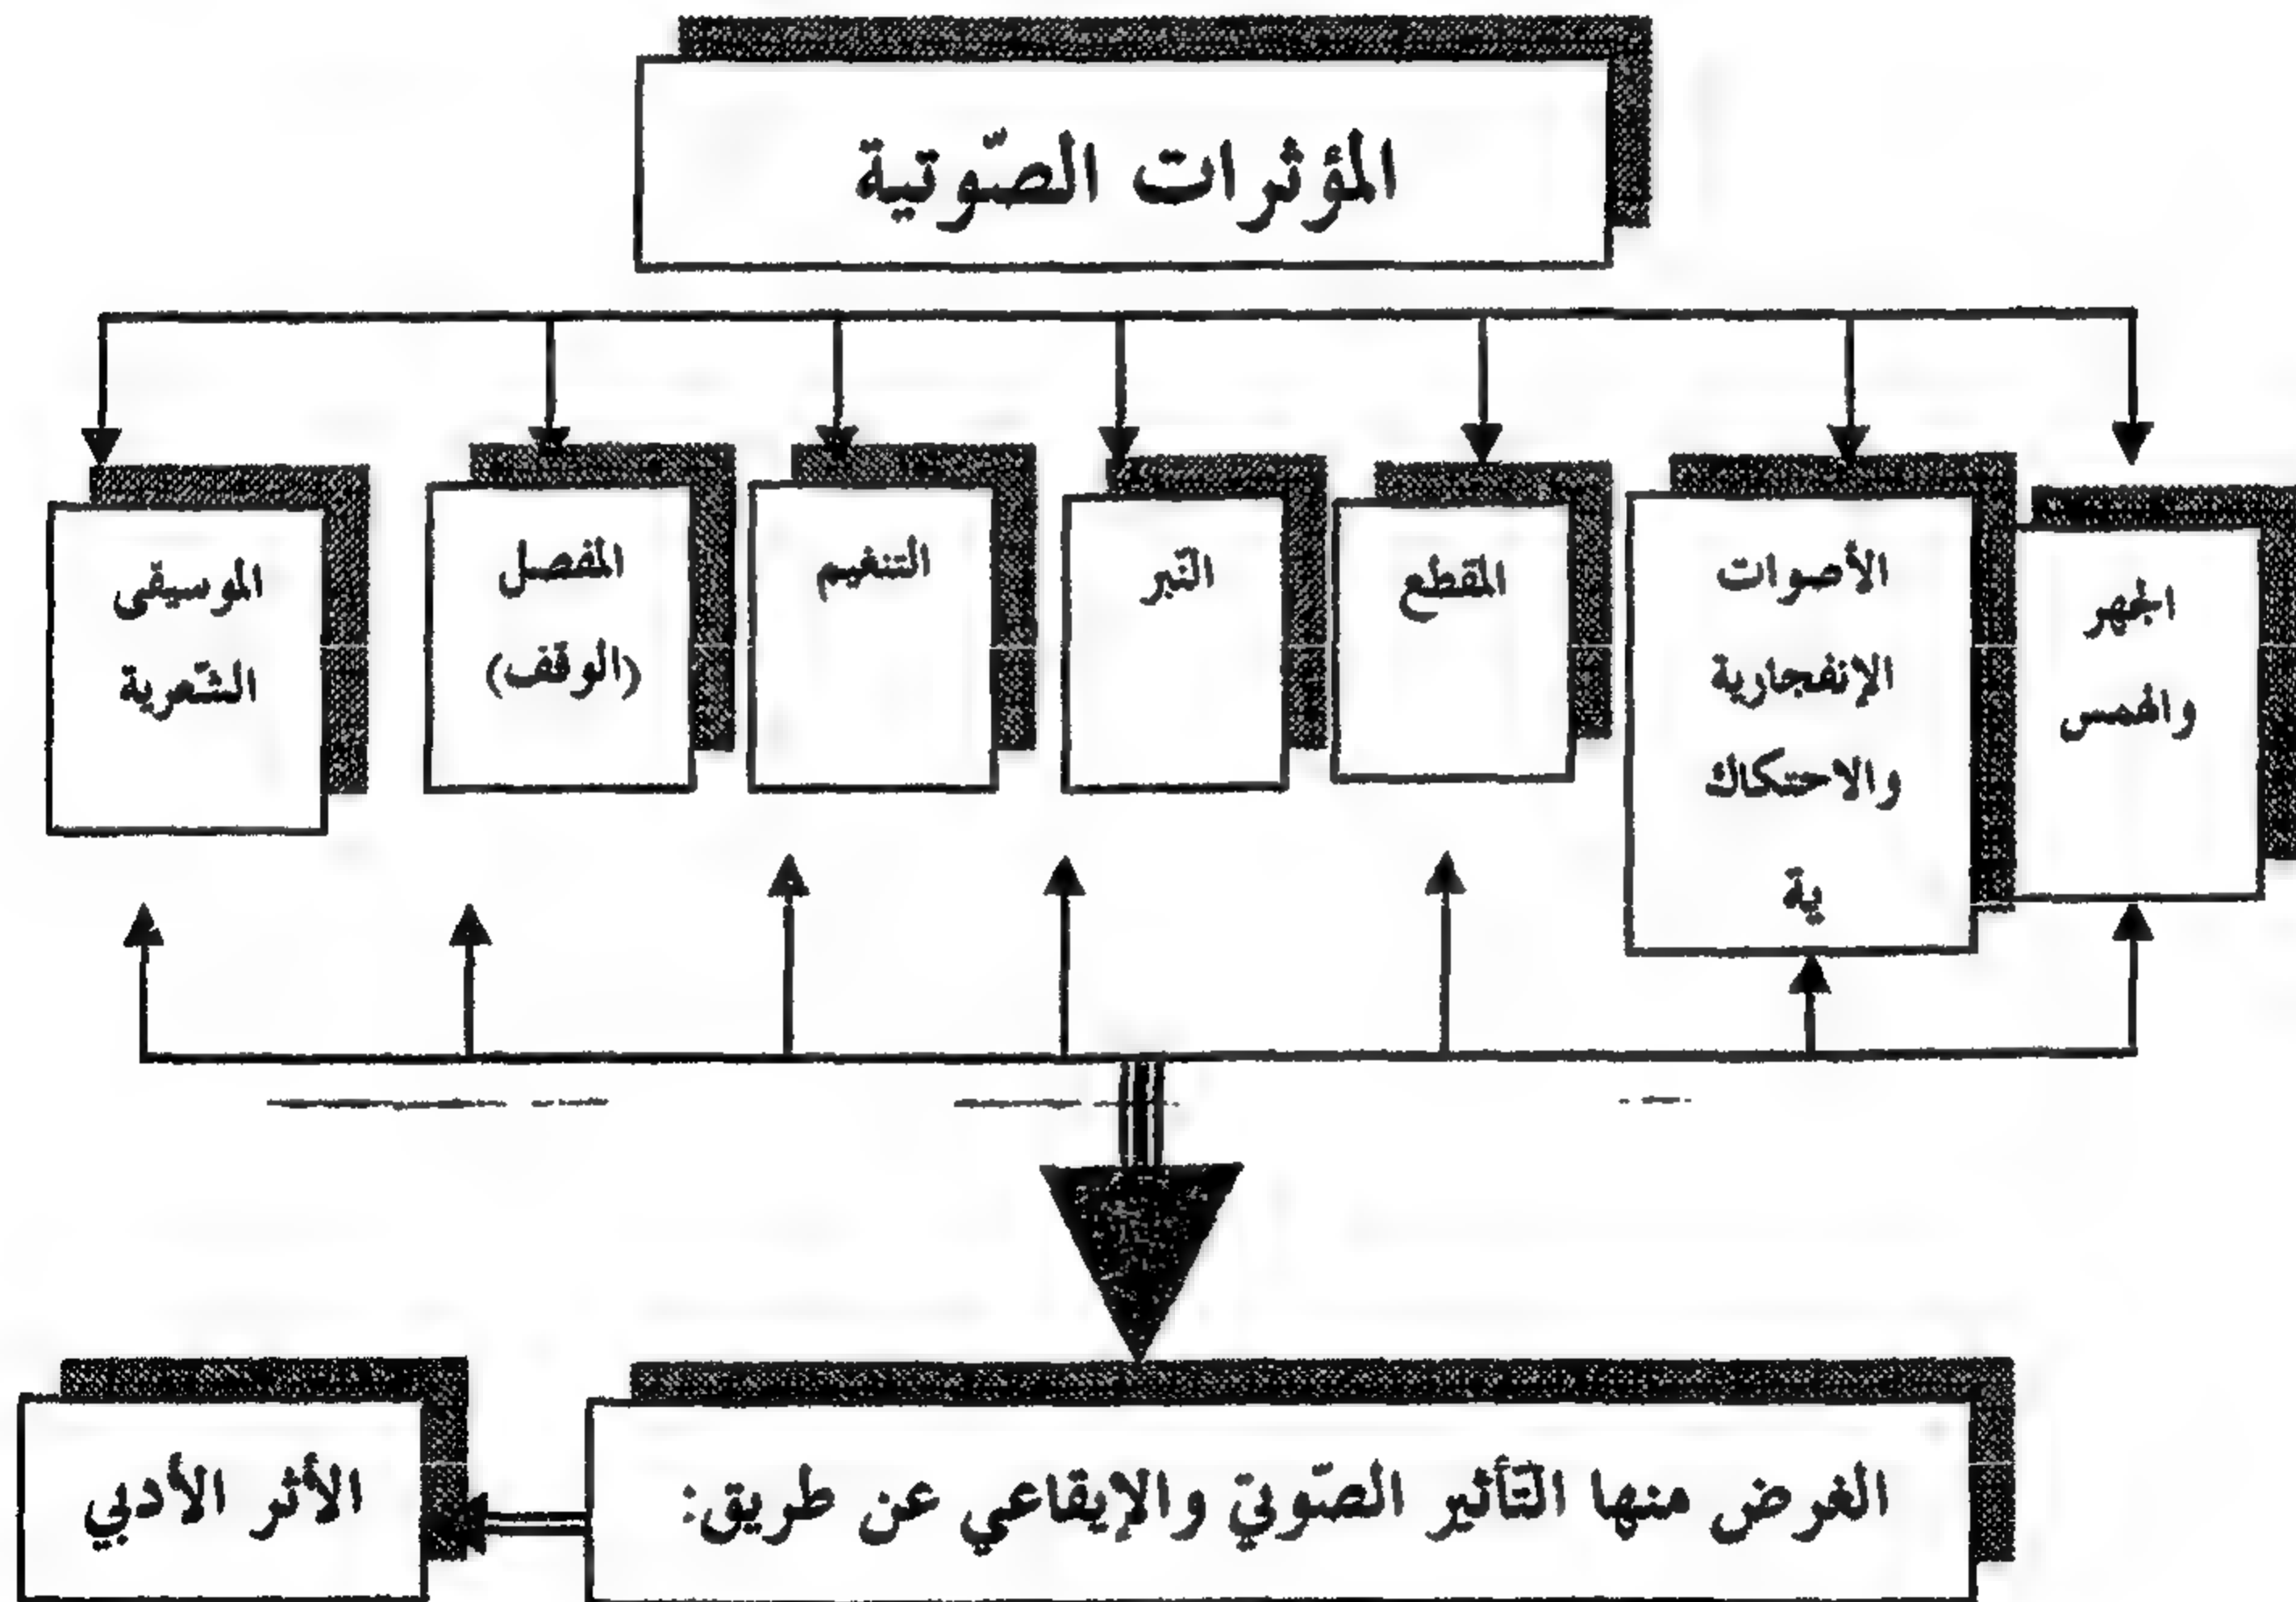 المؤثرات الصّوتية
الجهر
والهمس
الأصوات
الإنفجارية
والاحتكاك
ية
المقطع
النّبر
التنغيم
المفصل
(الوقف)
الموسيقى
الشّعرية
الغرض منها التّأثير الصّوتيّ والإيقاعي عن طريق:
الأثر الأدبي